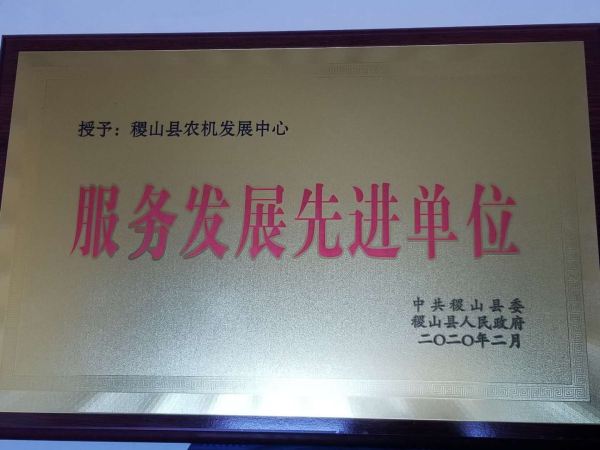 授予：稷山县农机发展中心
服务发展先进单位
中共稷山县委
稷山县人民政府
二〇二〇年二月